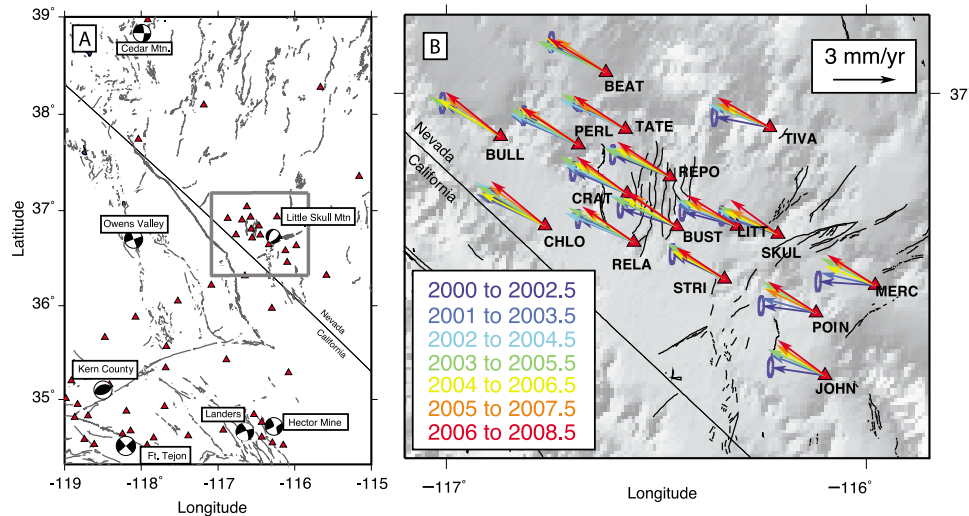 A
39°
38°
37°
36°
35°
Latitude
Cedar Mtn.
Owens Valley
Little Skull Mtn
Nevada
California
Kern County
Landers
Hector Mine
Ft. Tejon
-119
-118
-117
-116
-115
Longitude
B
3 mm/yr
37
BEAT
TATE
PERL
BULL
TIVA
Nevada
California
REPO
CRAT
CHLO
RELA
BUST
LITT
SKUL
STRI
MERC
POIN
JOHN
2000 to 2002.5
2001 to 2003.5
2002 to 2004.5
2003 to 2005.5
2004 to 2006.5
2005 to 2007.5
2006 to 2008.5
−117°
Longitude
−116°